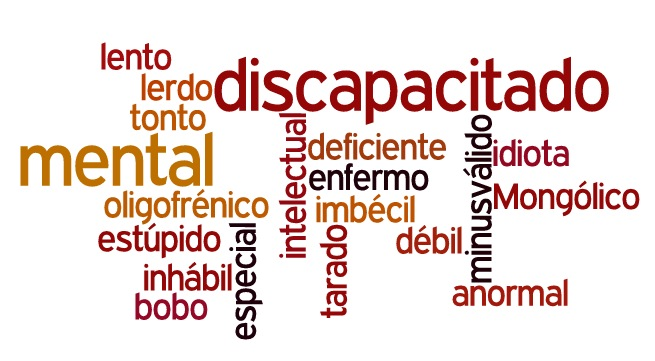 lento
lerdo
discapacitado
tonto
mental
deficiente
minusválido
idiota
intelectual
enfermo
Mongólico
oligofrénico
imbécil
estúpido
especial
tarado
débil
inhábil
anormal
bobo